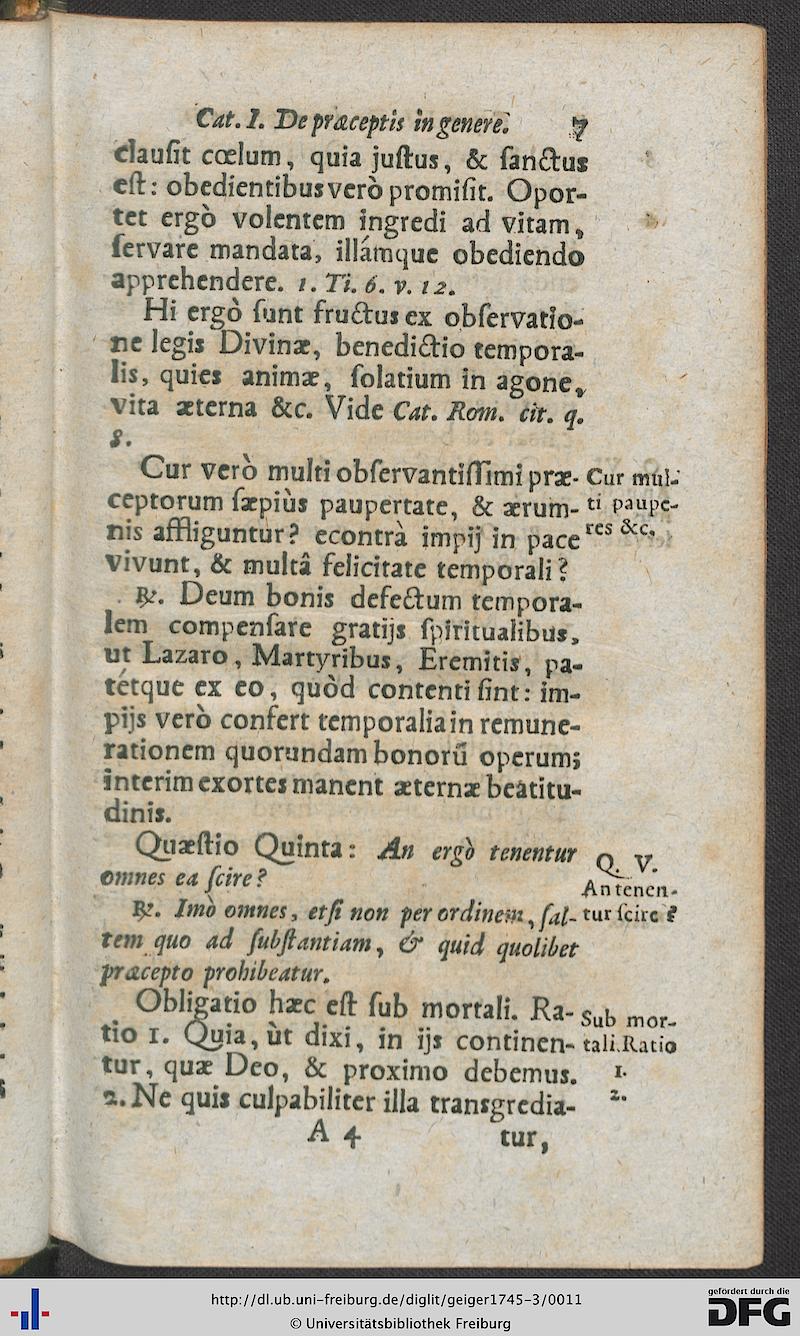 Cat. I. De præceptis in genere. 7
clauſit cœlum, quia juſtus, & ſanctus
eſt: obedientibus verò promiſit. Opor-
tet ergò volentem ingredi ad vitam,
ſervare mandata, illámque obediendo
apprehendere. 1. Ti. 6. v. 12.
Hi ergò ſunt fructus ex obſervatio-
ne legis Divinæ, benedictio tempora-
lis, quies animæ, ſolatium in agone,
vita æterna &c. Vide Cat. Rom. cit. q.
8.
Cur verò multi obſervantiſſimi præ-
ceptorum ſæpiùs paupertate, & ærum-
nis affliguntur? econtrà impij in pace
vivunt, & multâ felicitate temporali?
Cur mul-
ti paupe-
res &c.
℞. Deum bonis defectum tempora-
lem compenſare gratijs ſpiritualibus,
ut Lazaro, Martyribus, Eremitis, pa-
tétque ex eo, quòd contenti ſint: im-
pijs verò confert temporalia in remune-
rationem quorundam bonorū operum;
interim exortes manent æternæ beatitu-
dinis.
Quæſtio Quinta: An ergò tenentur
omnes ea ſcire?
Q. V.
An tenen-
tur ſcire?
℞. Imò omnes, etſi non per ordinem, ſal-
tem quo ad ſubſtantiam, & quid quolibet
præcepto prohibeatur.
Obligatio hæc eſt ſub mortali. Ra-
tio 1. Quia, ùt dixi, in ijs continen-
tur, quæ Deo, & proximo debemus.
2. Ne quis culpabiliter illa transgredia-
Sub mor-
tali. Ratio
1.
2.
A 4 tur,
http://dl.ub.uni-freiburg.de/diglit/geiger1745-3/0011
© Universitätsbibliothek Freiburg
gefördert durch die
DFG